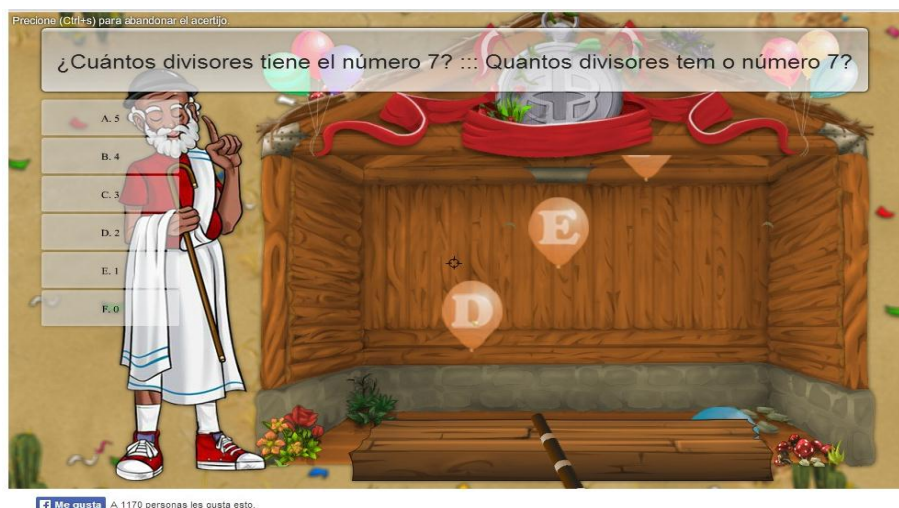 Precione (Ctrl+s) para abandonar el acertijo.
¿Cuántos divisores tiene el número 7? ::: Quantos divisores tem o número 7?
A. 5
B. 4
C. 3
D. 2
E. 1
F. 0
E
D
Me gusta A 1170 personas les gusta esto.